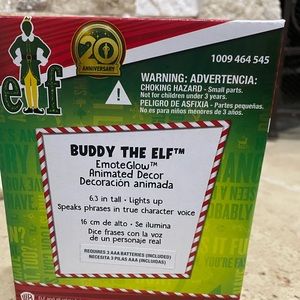 elf
20
ANNIVERSARY
1009 464 545
WARNING: ADVERTENCIA:
CHOKING HAZARD - Small parts.
Not for children under 3 years.
PELIGRO DE ASFIXIA - Partes pequeñas.
No es para niños menores de 3 años.
BUDDY THE ELF™
EmoteGlow™
Animated Decor
Decoración animada
6.3 in tall • Lights up
Speaks phrases in true character voice
16 cm de alto • Se ilumina
Dice frases con la voz
de un personaje real
REQUIRES 3 AAA BATTERIES (INCLUDED)
NECESITA 3 PILAS AAA (INCLUIDAS)